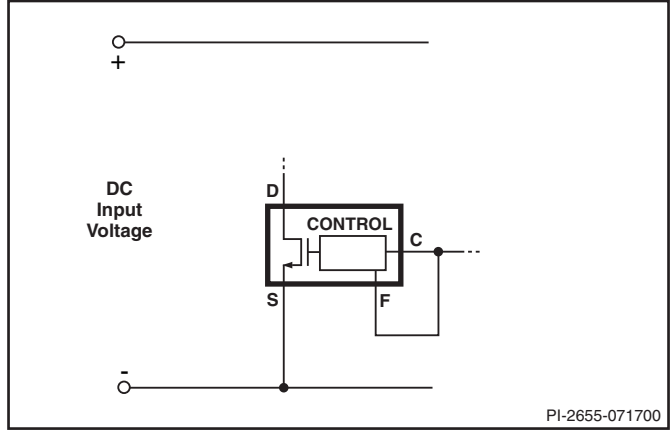 +
D
DC
Input
Voltage
CONTROL
C
S
F
-
PI-2655-071700